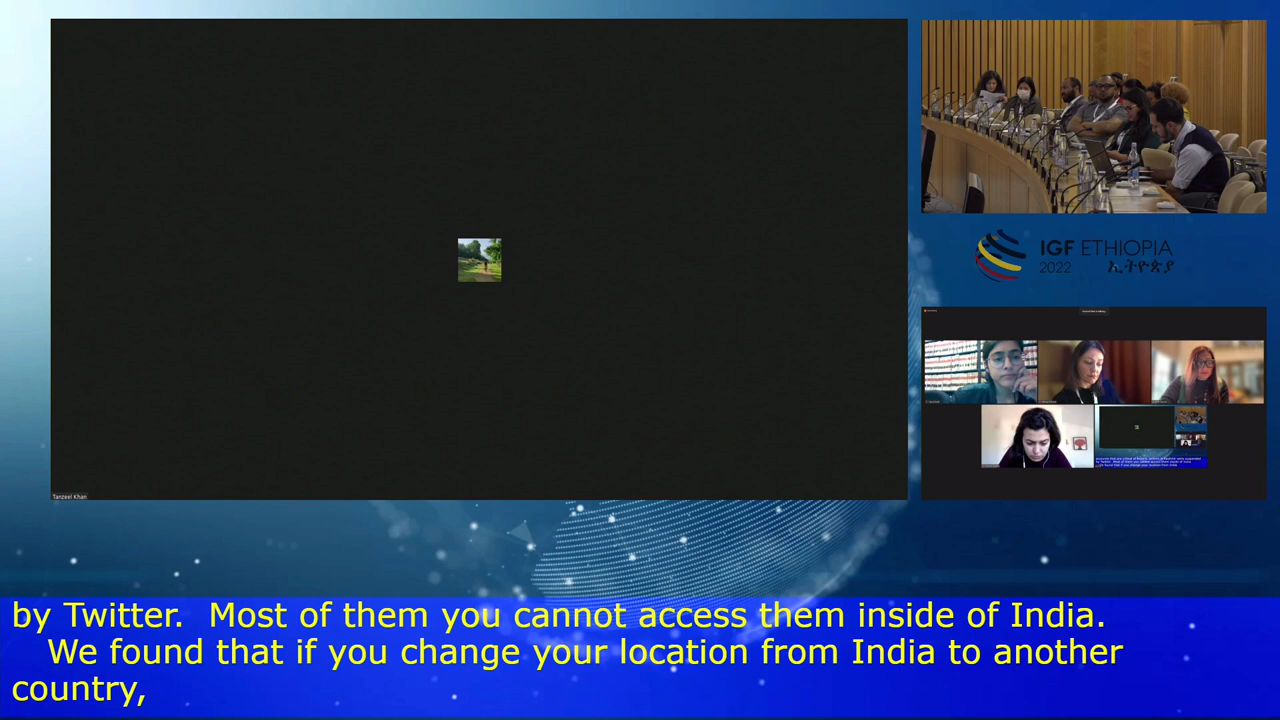 Tanzeel Khan
IGF ETHIOPIA
2022 ኢትዮጵያ
by Twitter. Most of them you cannot access them inside of India.
We found that if you change your location from India to another
country,